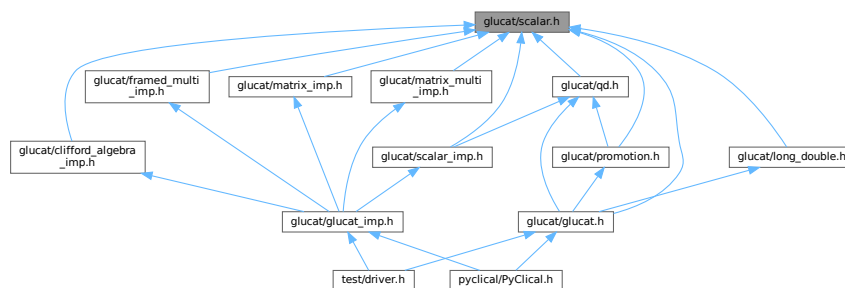 glucat/scalar.h
glucat/framed_multi
_imp.h
glucat/matrix_imp.h
glucat/matrix_multi
_imp.h
glucat/qd.h
glucat/clifford_algebra
_imp.h
glucat/scalar_imp.h
glucat/promotion.h
glucat/long_double.h
glucat/glucat_imp.h
glucat/glucat.h
test/driver.h
pyclical/PyClical.h